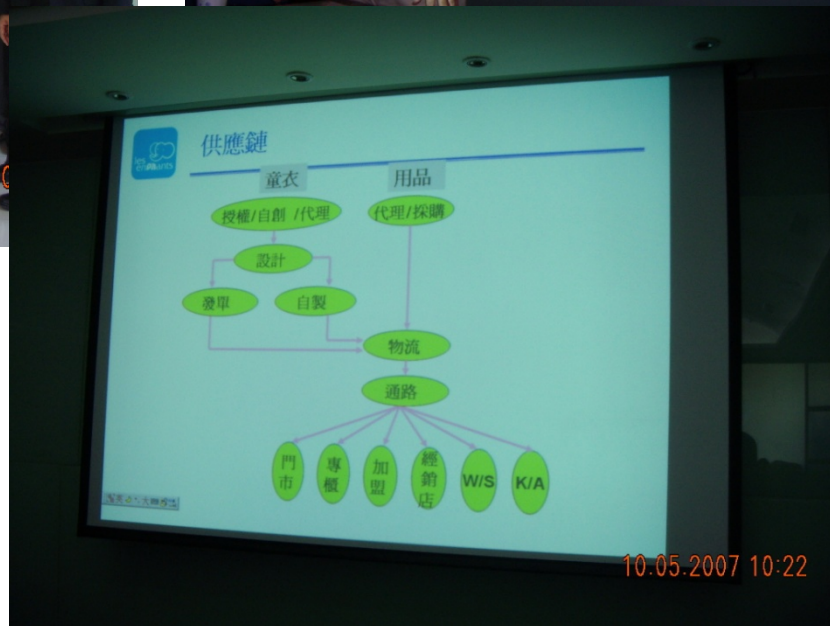 les enphants
供應鏈
童衣
用品
授權/自創 /代理
代理/採購
設計
發單
自製
物流
通路
門市
專櫃
加盟
經銷店
W/S
K/A
10.05.2007 10:22